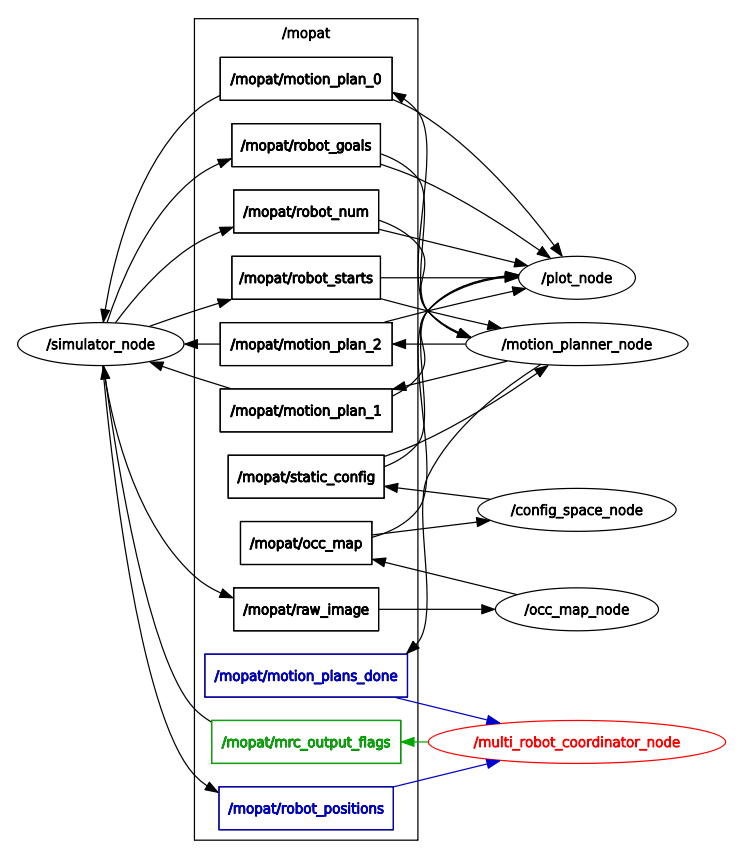 /mopat
/mopat/motion_plan_0
/mopat/robot_goals
/mopat/robot_num
/mopat/robot_starts
/plot_node
/simulator_node
/mopat/motion_plan_2
/motion_planner_node
/mopat/motion_plan_1
/mopat/static_config
/config_space_node
/mopat/occ_map
/mopat/raw_image
/occ_map_node
/mopat/motion_plans_done
/mopat/mrc_output_flags
/multi_robot_coordinator_node
/mopat/robot_positions